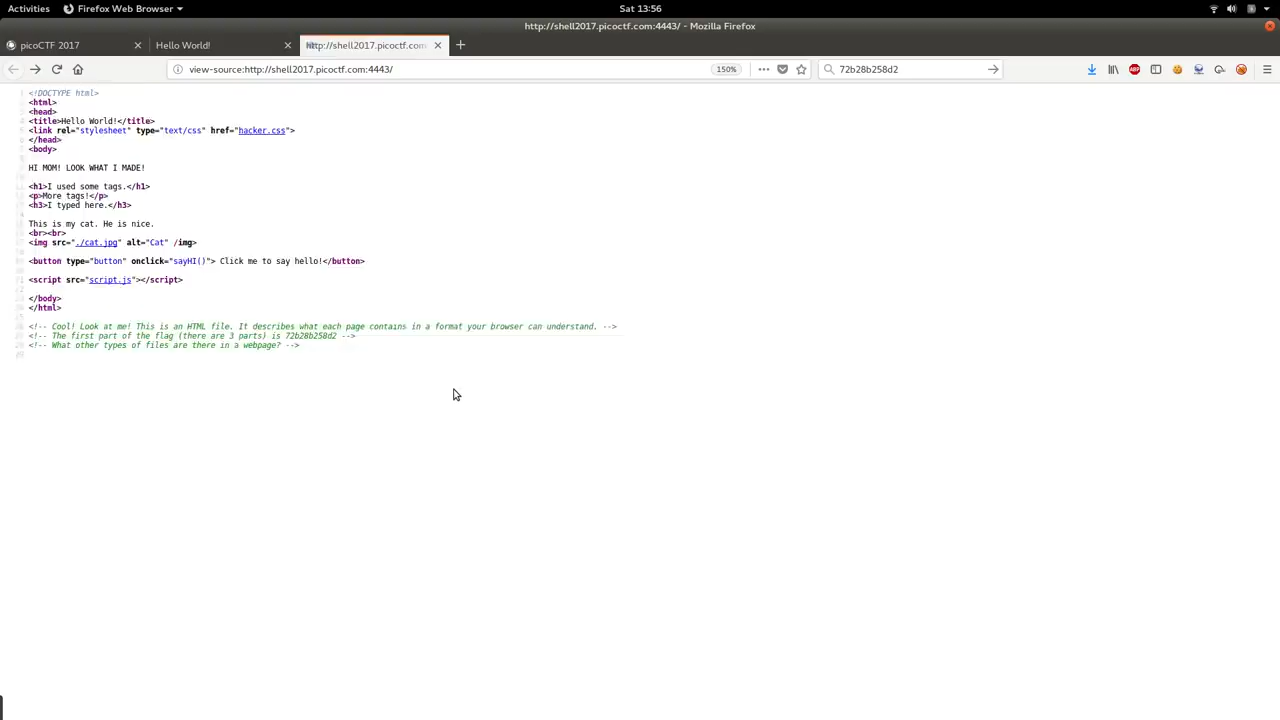 Activities Firefox Web Browser Sat 13:56
http://shell2017.picoctf.com:4443/ - Mozilla Firefox
picoCTF 2017 Hello World! http://shell2017.picoctf.com
view-source:http://shell2017.picoctf.com:4443/ 150% 72b28b258d2
<!DOCTYPE html>
<html>
<head>
<title>Hello World!</title>
<link rel="stylesheet" type="text/css" href="hacker.css">
</head>
<body>
HI MOM! LOOK WHAT I MADE!
<h1>I used some tags.</h1>
<p>More tags!</p>
<h3>I typed here.</h3>
This is my cat. He is nice.
<br><br>
<img src="./cat.jpg" alt="Cat" /img>
<button type="button" onclick="sayHI()"> Click me to say hello!</button>
<script src="script.js"></script>
</body>
</html>
<!-- Cool! Look at me! This is an HTML file. It describes what each page contains in a format your browser can understand. -->
<!-- The first part of the flag (there are 3 parts) is 72b28b258d2 -->
<!-- What other types of files are there in a webpage? -->